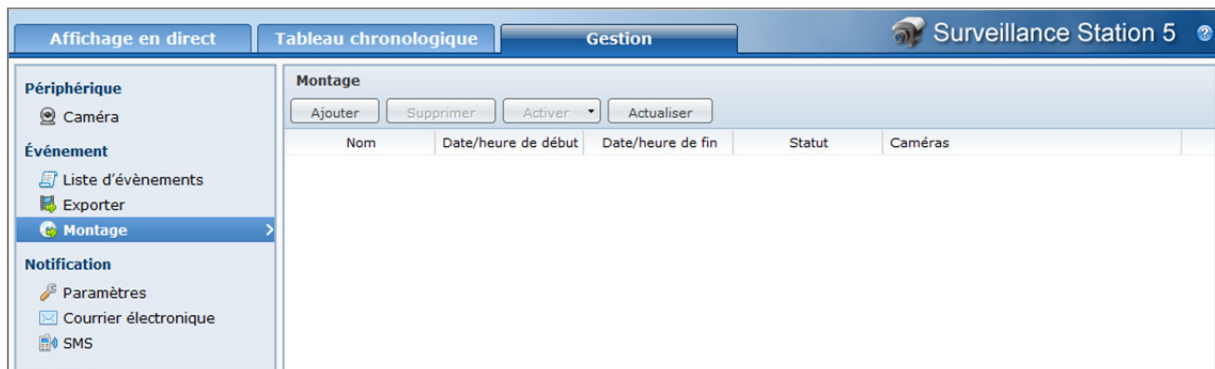 Affichage en direct
Tableau chronologique
Gestion
Surveillance Station 5
?
Périphérique
Caméra
Événement
Liste d'évènements
Exporter
Montage
Notification
Paramètres
Courrier électronique
SMS
Montage
Ajouter Supprimer Activer Actualiser
Nom Date/heure de début Date/heure de fin Statut Caméras